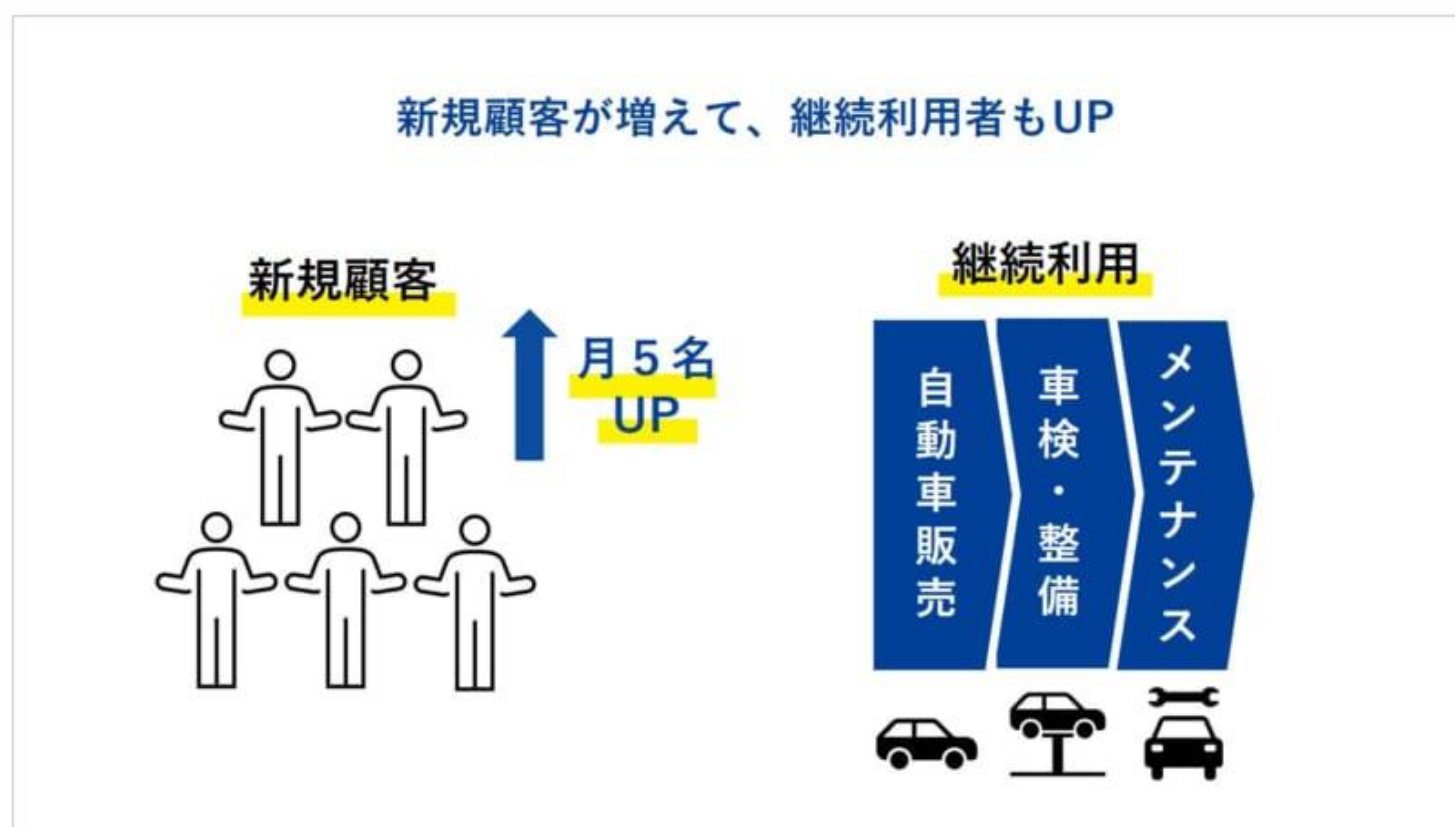 新規顧客が増えて、継続利用者もUP
新規顧客
月5名
UP
継続利用
自動車販売
車検・整備
メンテナンス